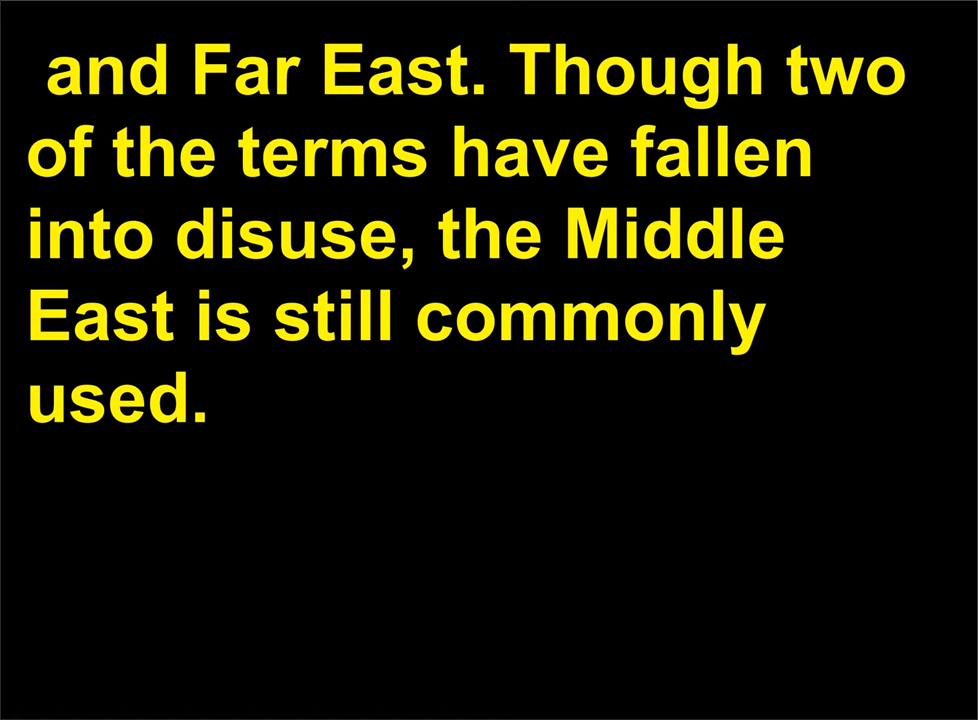 and Far East. Though two
of the terms have fallen
into disuse, the Middle
East is still commonly
used.